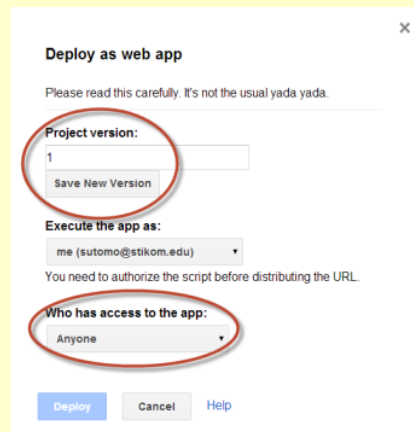 ×
Deploy as web app
Please read this carefully. It's not the usual yada yada.
Project version:
1
Save New Version
Execute the app as:
me (sutomo@stikom.edu)
You need to authorize the script before distributing the URL.
Who has access to the app:
Anyone
Deploy Cancel Help